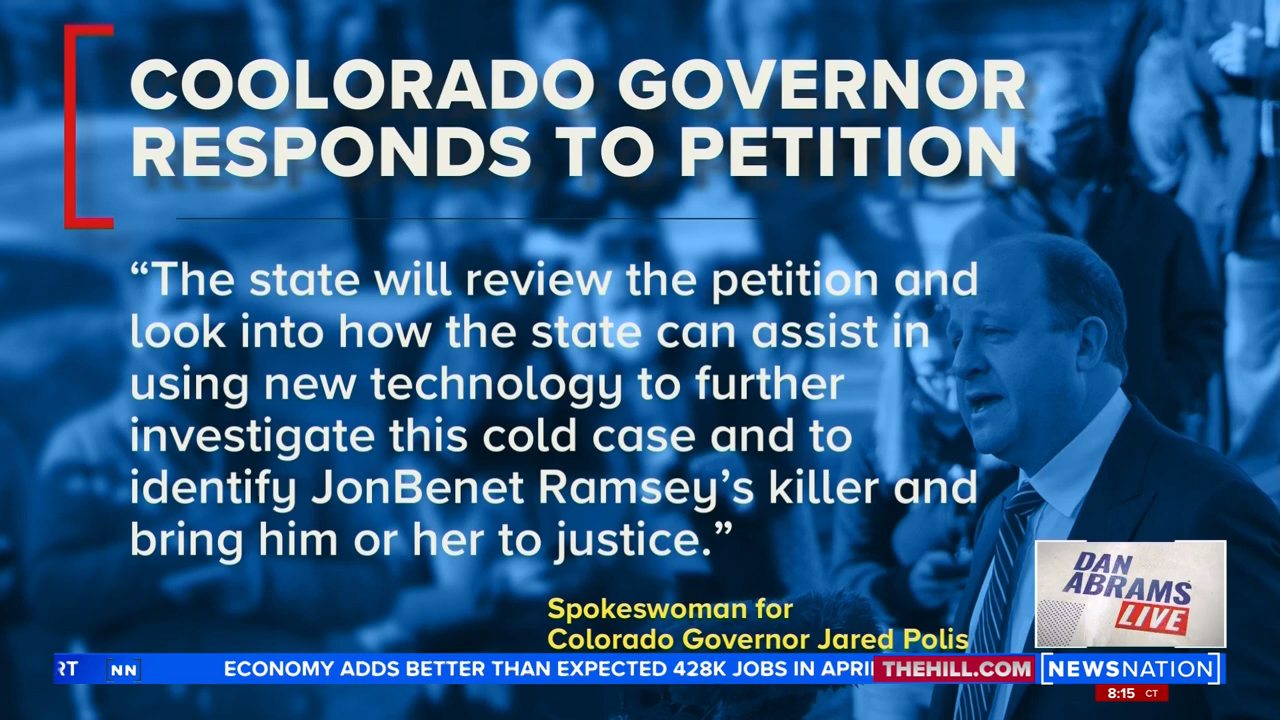 COOLORADO GOVERNOR
RESPONDS TO PETITION
“The state will review the petition and
look into how the state can assist in
using new technology to further
investigate this cold case and to
identify JonBenet Ramsey’s killer and
bring him or her to justice.”
Spokeswoman for
Colorado Governor Jared Polis
DAN
ABRAMS
LIVE
RT NN ECONOMY ADDS BETTER THAN EXPECTED 428K JOBS IN APRI THEHILL.COM NEWSNATION
8:15 CT